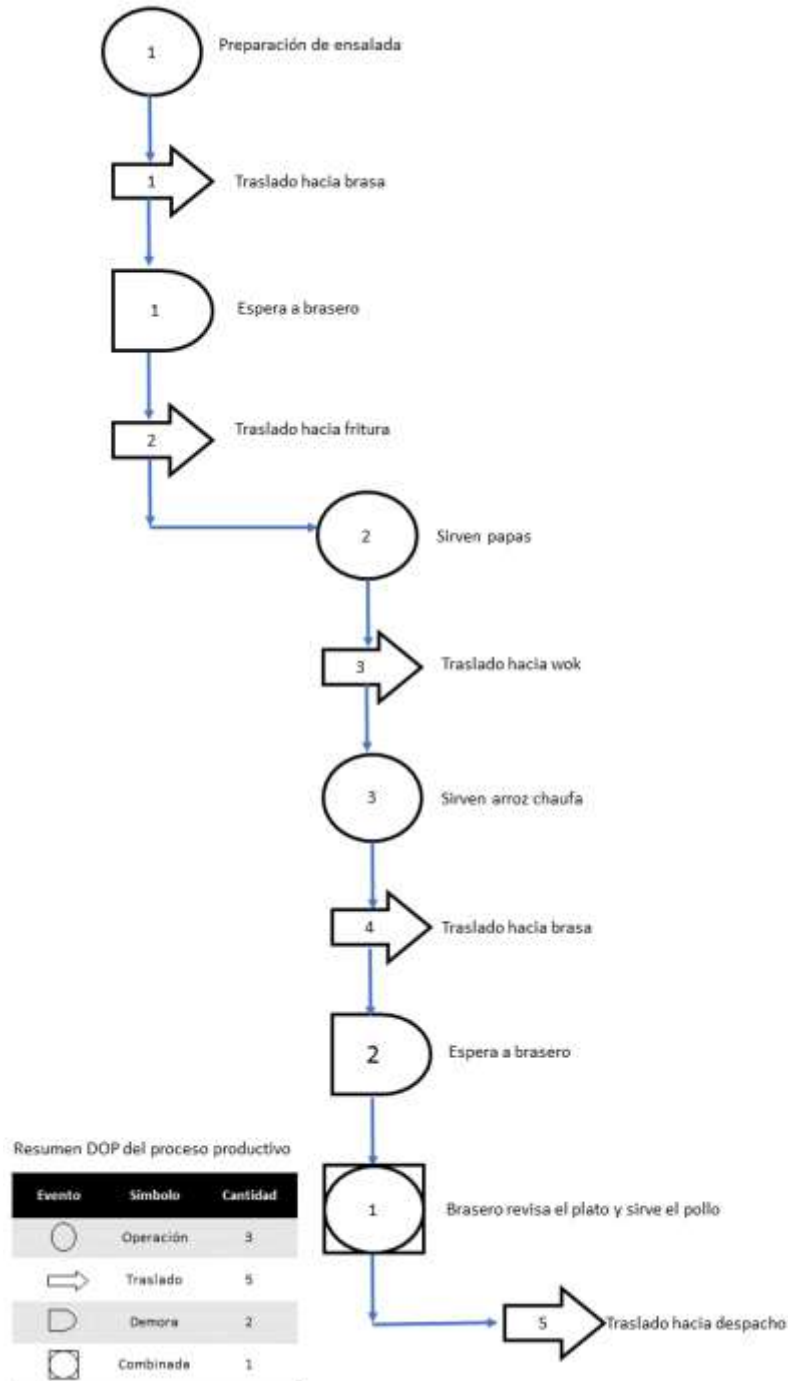 1 Preparación de ensalada
1 Traslado hacia brasa
1 Espera a brasero
2 Traslado hacia fritura
2 Sirven papas
3 Traslado hacia wok
3 Sirven arroz chaufa
4 Traslado hacia brasa
2 Espera a brasero
1 Brasero revisa el plato y sirve el pollo
5 Traslado hacia despacho
Resumen DOP del proceso productivo
Evento Símbolo Cantidad
Operación 3
Traslado 5
Demora 2
Combinada 1